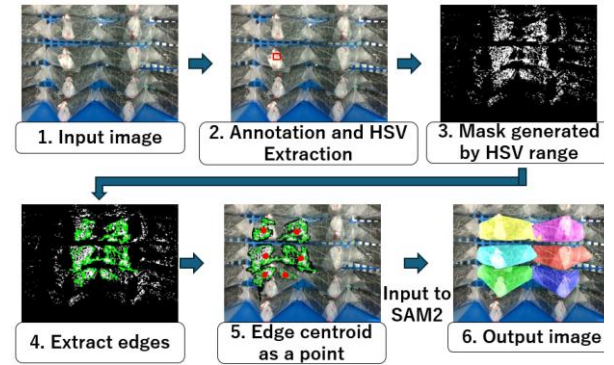 1. Input image
2. Annotation and HSV
Extraction
3. Mask generated
by HSV range
4. Extract edges
5. Edge centroid
as a point
Input to
SAM2
6. Output image